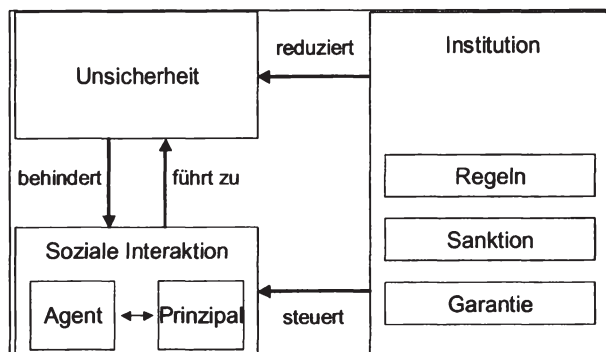 Unsicherheit
reduziert
Institution
behindert
führt zu
Regeln
Soziale Interaktion
Sanktion
Agent
Prinzipal
steuert
Garantie